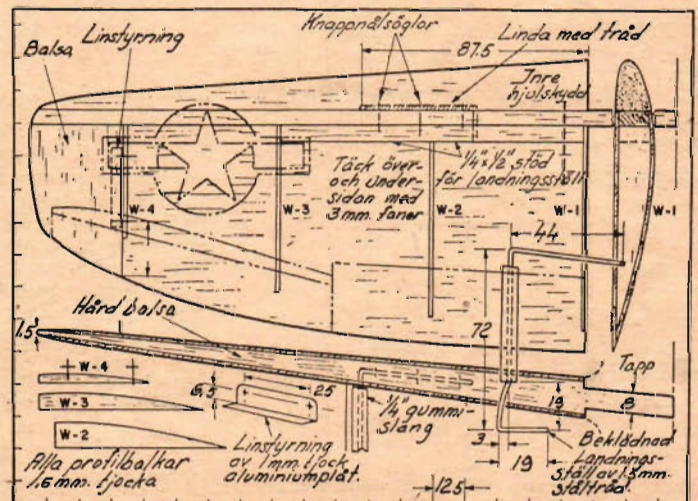 Knappnålsöglor
Linstyrning
Linda med tråd
Balsa
87.5
Inre
hjulskydd
1/4"x 1/2" stöd
för landningsställ
Täck över-
och under-
sidan med
3 mm. faner
W-4
W-3
W-2
W-1
W-1
44
72
Hård balsa
1.5
Tapp
W-4
6,5
25
19
8
W-3
1/4" gummi-
slang
W-2
3
19
Linstyrning
av 1 mm. tjock
aluminiumplåt.
Beklädnad
Landnings-
ställ av 1.5 mm.
ståltråd.
Alla profilbalkar
1,6 mm. tjocka
125